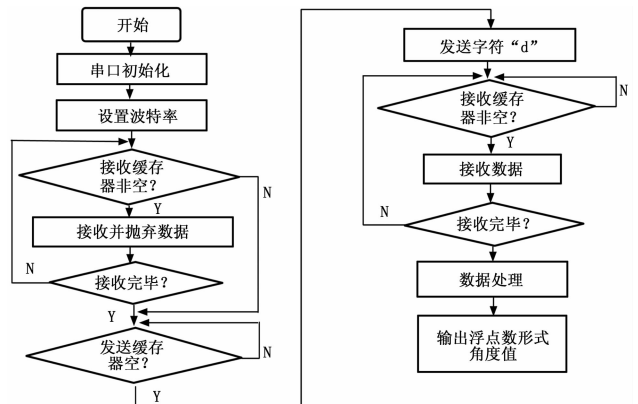 开始
串口初始化
设置波特率
接收缓存
器非空？
N
Y
接收并抛弃数据
N
接收完毕？
Y
发送缓存
器空？
N
Y
发送字符“d”
N
接收缓存
器非空？
Y
接收数据
N
接收完毕？
数据处理
输出浮点数形式
角度值